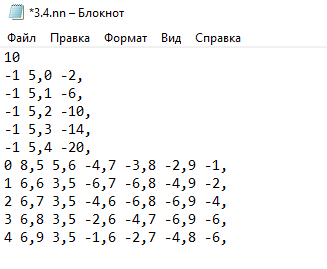 *3.4.nn – Блокнот
Файл Правка Формат Вид Справка
10
-1 5,0 -2,
-1 5,1 -6,
-1 5,2 -10,
-1 5,3 -14,
-1 5,4 -20,
0 8,5 5,6 -4,7 -3,8 -2,9 -1,
1 6,6 3,5 -6,7 -6,8 -4,9 -2,
2 6,7 3,5 -4,6 -6,8 -6,9 -4,
3 6,8 3,5 -2,6 -4,7 -6,9 -6,
4 6,9 3,5 -1,6 -2,7 -4,8 -6,